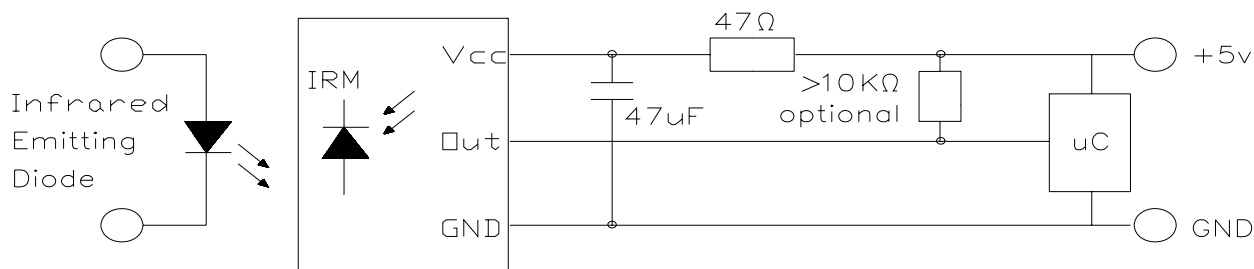 Infrared
Emitting
Diode
IRM
Vcc
Out
GND
47uF
47Ω
>10KΩ
optional
uC
+5v
GND